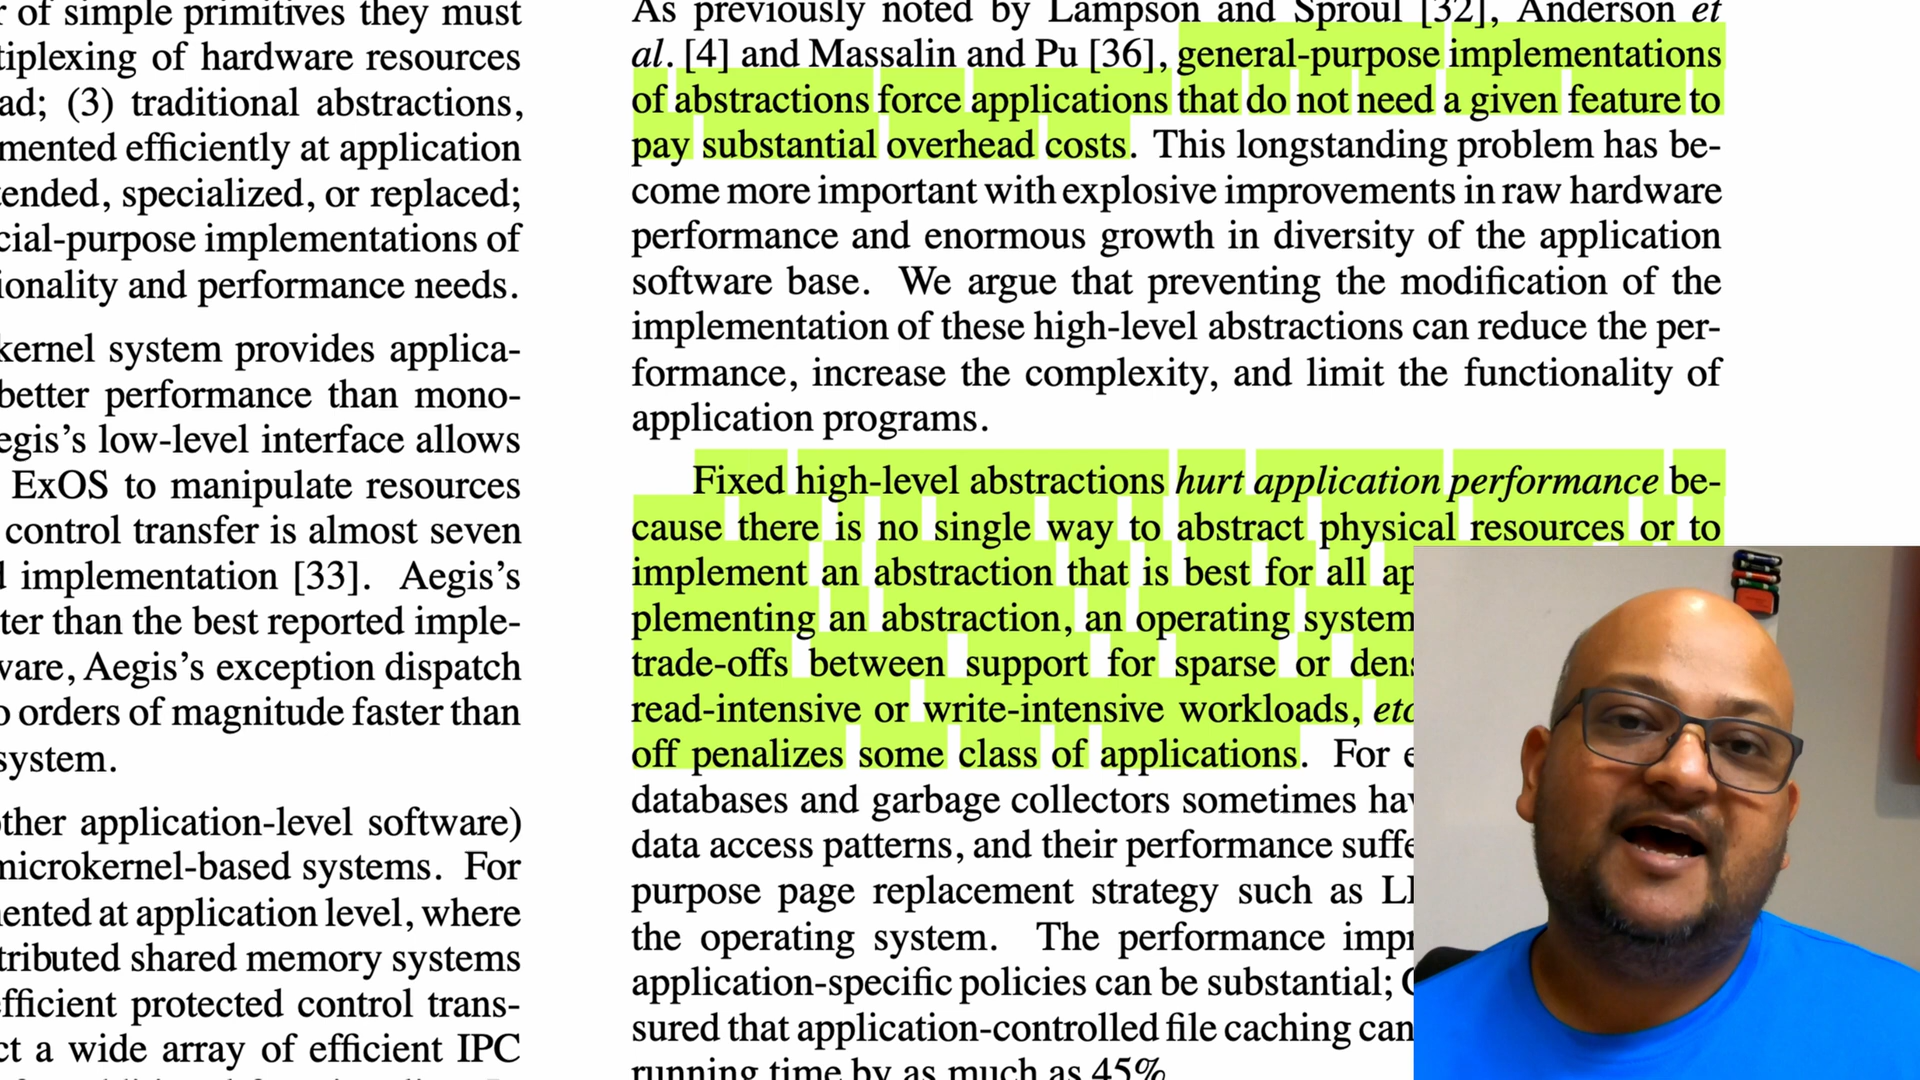 r of simple primitives they must
tiplexing of hardware resources
ad; (3) traditional abstractions,
mented efficiently at application
tended, specialized, or replaced;
cial-purpose implementations of
ionality and performance needs.
kernel system provides applica-
better performance than mono-
egis's low-level interface allows
ExOS to manipulate resources
control transfer is almost seven
d implementation [33]. Aegis's
ter than the best reported imple-
ware, Aegis's exception dispatch
o orders of magnitude faster than
system.
other application-level software)
microkernel-based systems. For
ented at application level, where
tributed shared memory systems
efficient protected control trans-
ct a wide array of efficient IPC
As previously noted by Lampson and Sproul [32], Anderson et
al. [4] and Massalin and Pu [36], general-purpose implementations
of abstractions force applications that do not need a given feature to
pay substantial overhead costs. This longstanding problem has be-
come more important with explosive improvements in raw hardware
performance and enormous growth in diversity of the application
software base. We argue that preventing the modification of the
implementation of these high-level abstractions can reduce the per-
formance, increase the complexity, and limit the functionality of
application programs.
Fixed high-level abstractions hurt application performance be-
cause there is no single way to abstract physical resources or to
implement an abstraction that is best for all ap
plementing an abstraction, an operating system
trade-offs between support for sparse or dens
read-intensive or write-intensive workloads, etc
off penalizes some class of applications. For e
databases and garbage collectors sometimes hav
data access patterns, and their performance suffe
purpose page replacement strategy such as LI
the operating system. The performance impr
application-specific policies can be substantial; C
sured that application-controlled file caching can
running time by as much as 45%